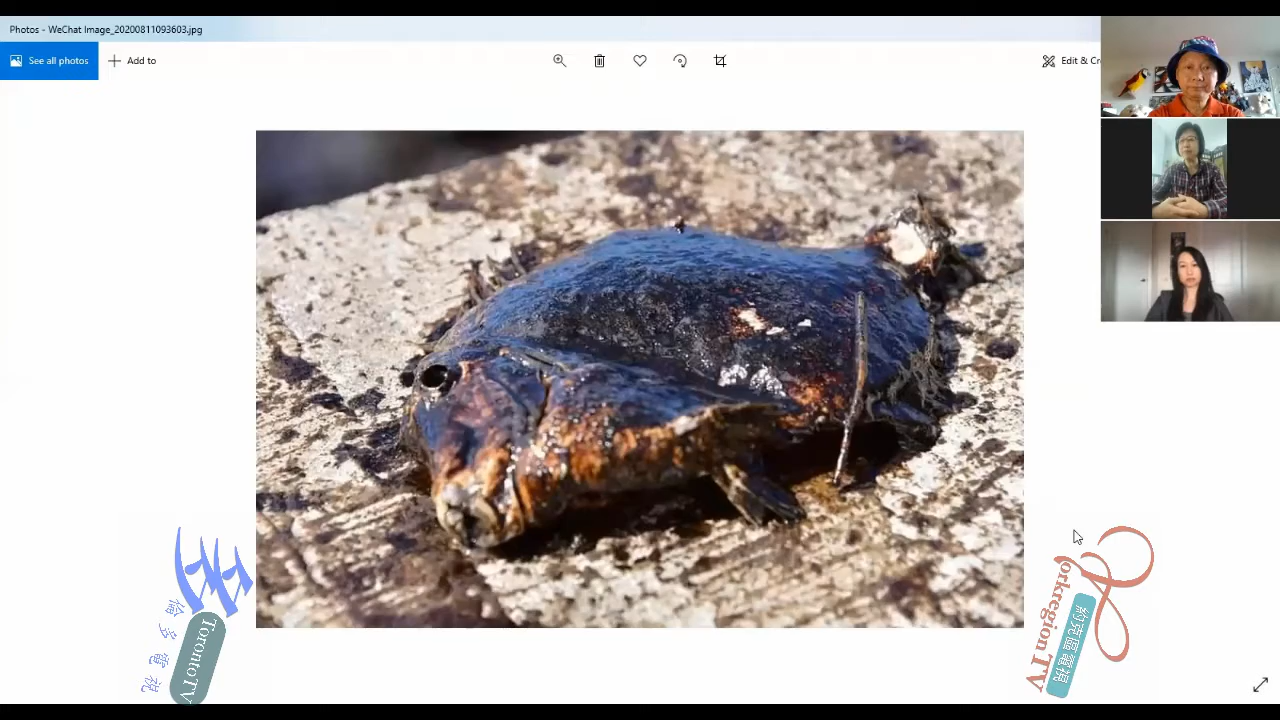 Photos - WeChat Image_20200811093603.jpg
See all photos
Add to
Edit & Cr
倫多電視
Toronto TV
Yorkregion TV
約克區電視